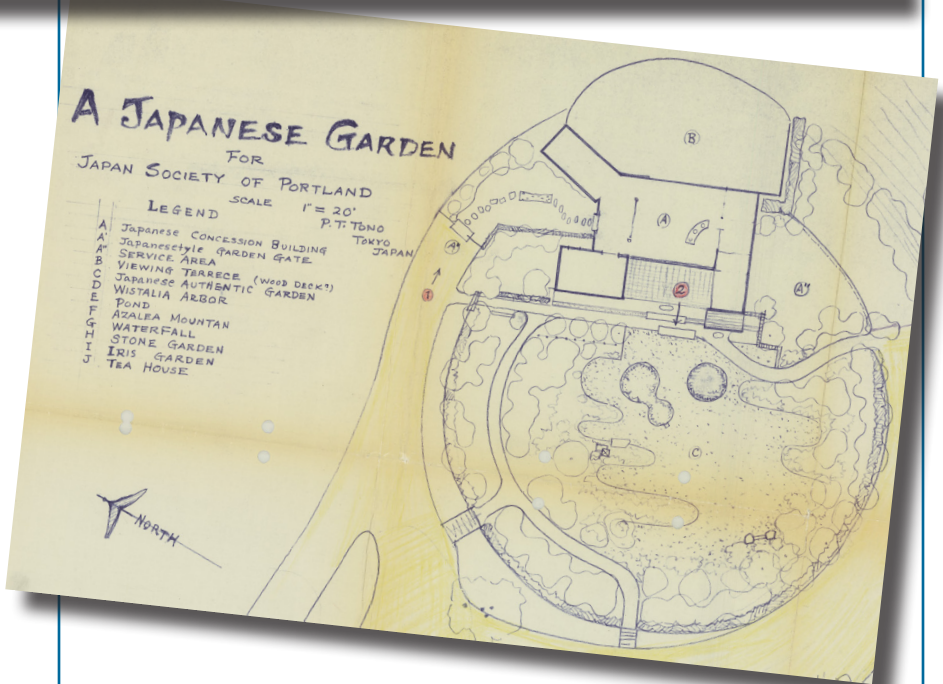 A JAPANESE GARDEN
FOR
JAPAN SOCIETY OF PORTLAND
SCALE 1"= 20'
P.T. TONO
TOKYO
JAPAN
LEGEND
A Japanese CONCESSION BUILDING
A' Japanesetyle GARDEN GATE
A" SERVICE AREA
B VIEWING TERRECE (WOOD DECK?)
C Japanese AUTHENTIC GARDEN
D WISTALIA ARBOR
E POND
F AZALEA MOUNTAN
G WATERFALL
H STONE GARDEN
I IRIS GARDEN
J TEA HOUSE
B
A
A'
A"
1
2
C
NORTH